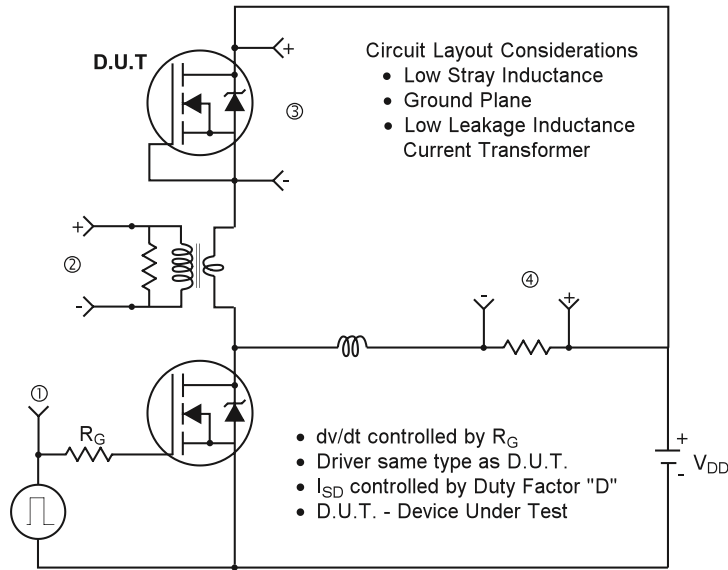 D.U.T
+
③
-
Circuit Layout Considerations
• Low Stray Inductance
• Ground Plane
• Low Leakage Inductance
Current Transformer
+
②
-
④
-
+
①
R_G
• dv/dt controlled by R_G
• Driver same type as D.U.T.
• I_SD controlled by Duty Factor "D"
• D.U.T. - Device Under Test
+
V_DD
-